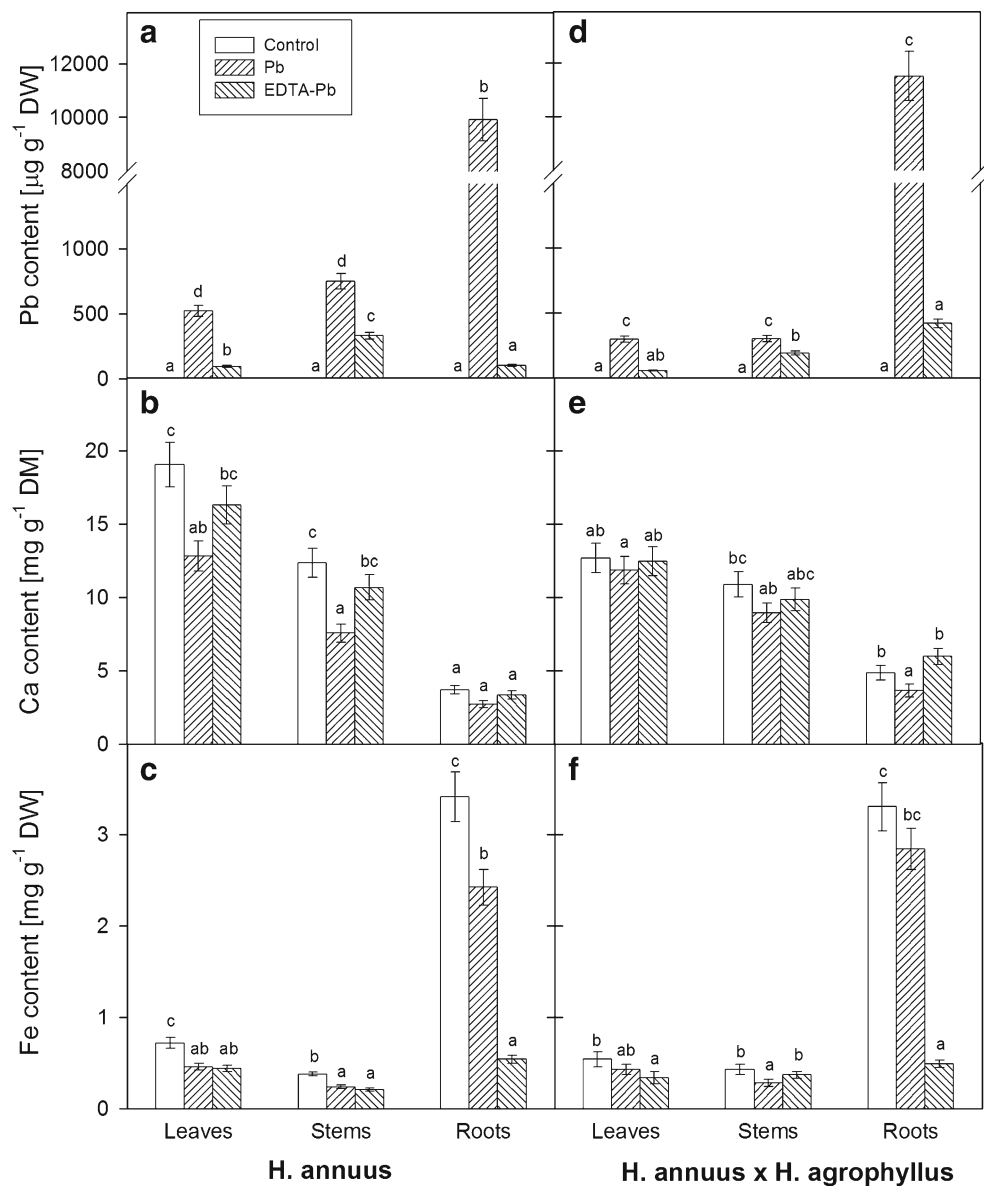 a
Control
Pb
EDTA-Pb
Pb content [µg g⁻¹ DW]
12000
10000
8000
1000
500
0
a d b
a d c
a b a
d
a c ab
a c b
a c a
b
Ca content [mg g⁻¹ DM]
20
15
10
5
0
c ab bc
c a bc
a a a
e
ab a ab
bc ab abc
b a b
c
Fe content [mg g⁻¹ DW]
3
2
1
0
c ab ab
b a a
c b a
f
b ab a
b a b
c bc a
Leaves Stems Roots Leaves Stems Roots
H. annuus H. annuus x H. agrophyllus